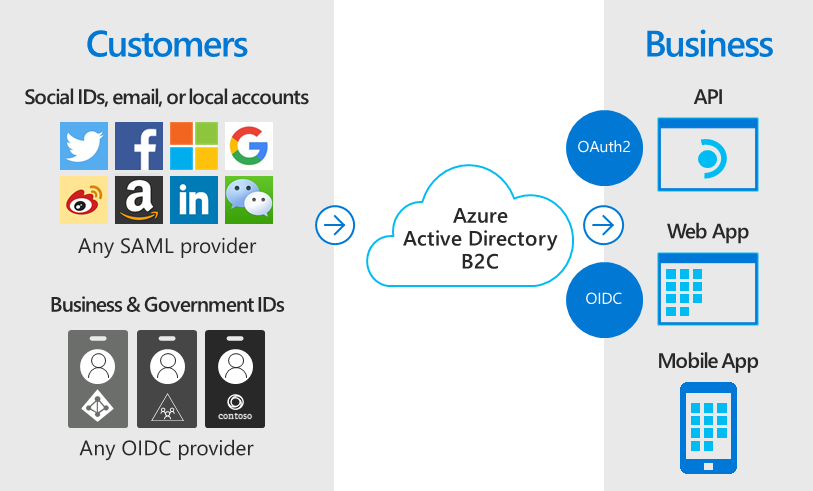 Customers
Social IDs, email, or local accounts
in
Any SAML provider
Business & Government IDs
contoso
Any OIDC provider
Azure
Active Directory
B2C
Business
API
OAuth2
Web App
OIDC
Mobile App